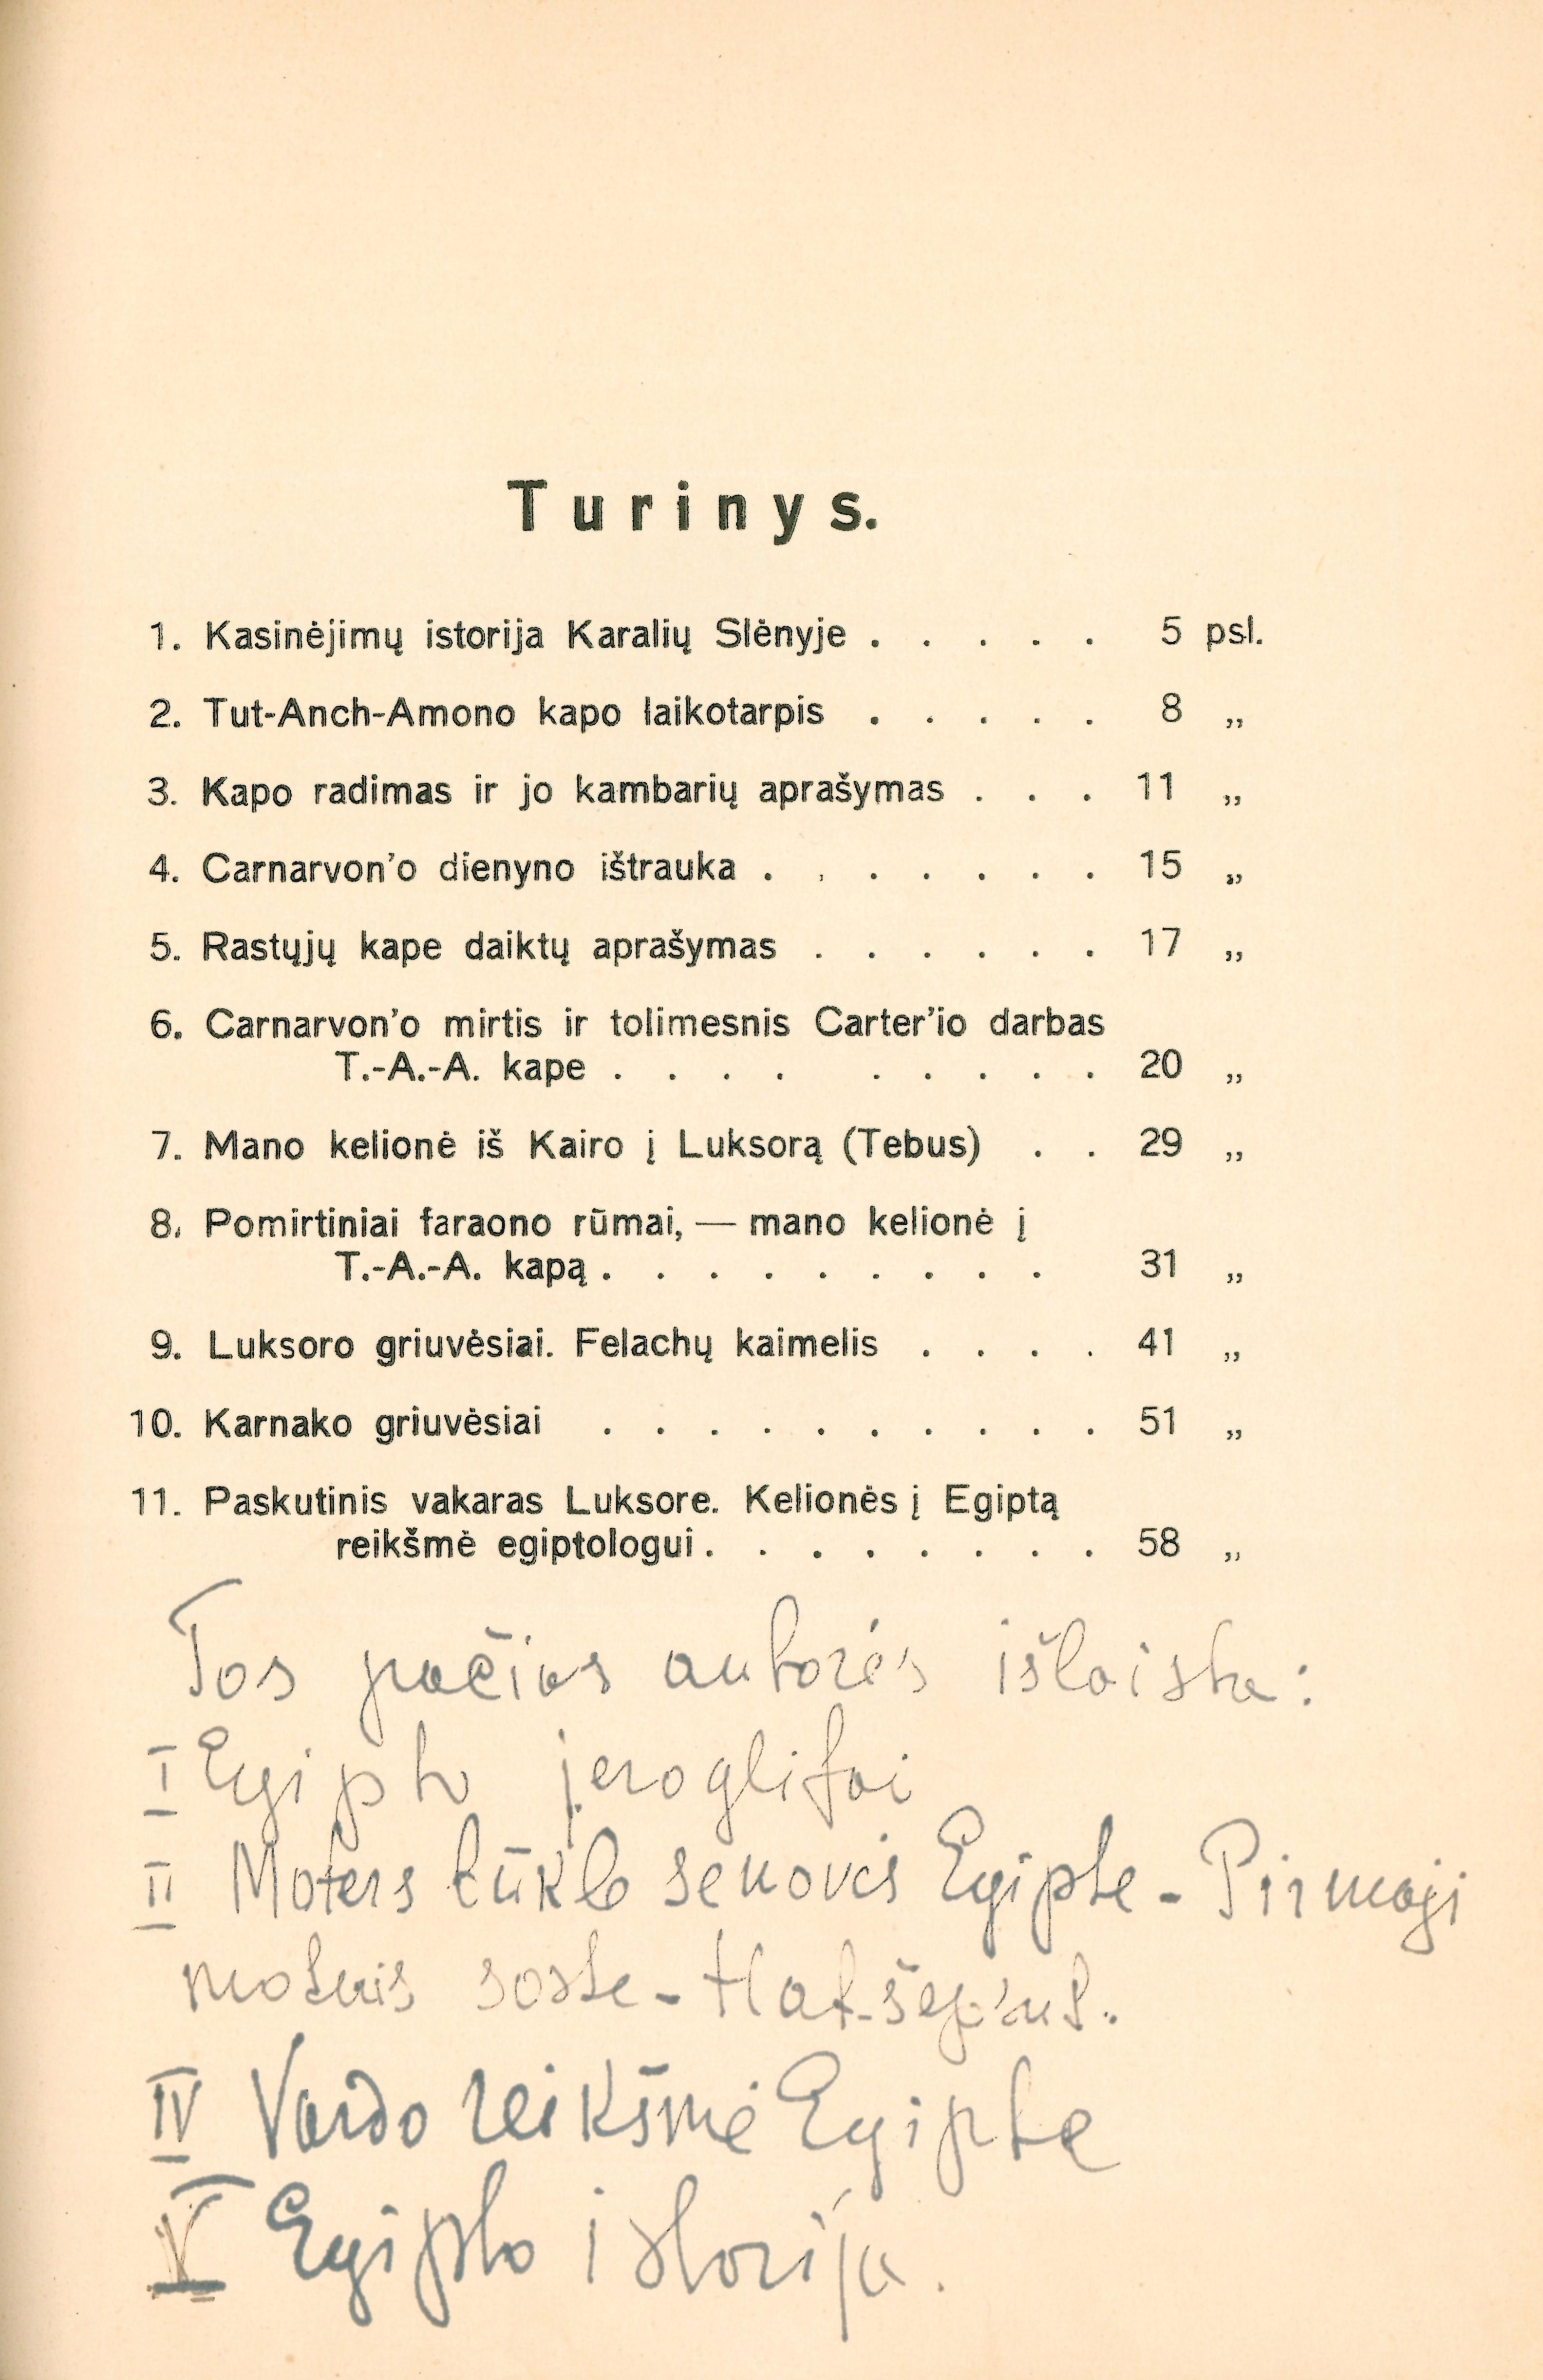 Turinys.
1. Kasinėjimų istorija Karalių Slėnyje . . . . . 5 psl.
2. Tut-Anch-Amono kapo laikotarpis . . . . . 8 „
3. Kapo radimas ir jo kambarių aprašymas . . . 11 „
4. Carnarvon'o dienyno ištrauka . . . . . . . 15 „
5. Rastųjų kape daiktų aprašymas . . . . . . 17 „
6. Carnarvon'o mirtis ir tolimesnis Carter'io darbas
T.-A.-A. kape . . . . . . . . . 20 „
7. Mano kelionė iš Kairo į Luksorą (Tebus) . . 29 „
8. Pomirtiniai faraono rūmai, — mano kelionė į
T.-A.-A. kapą . . . . . . . . . 31 „
9. Luksoro griuvėsiai. Felachų kaimelis . . . . 41 „
10. Karnako griuvėsiai . . . . . . . . . . 51 „
11. Paskutinis vakaras Luksore. Kelionės į Egiptą
reikšmė egiptologui . . . . . . . . 58 „
Tos pačios autorės išlaista:
I Egipto jeroglifai
II Moters būklė senovės Egipte - Pirmoji
moteris soste - Hat-šepsut.
IV Vardo reikšmė Egipte
V Egipto istorija.